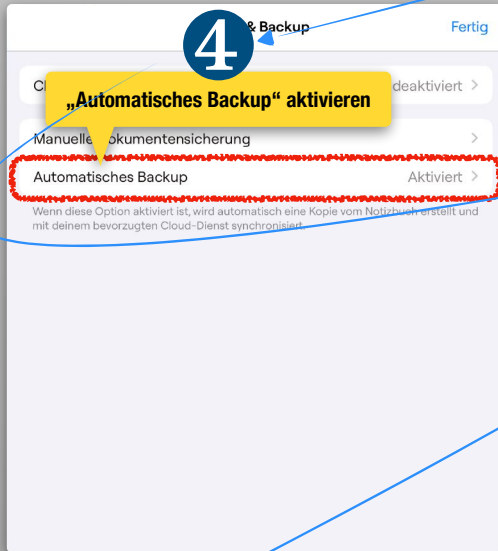 4
& Backup
Fertig
deaktiviert >
„Automatisches Backup“ aktivieren
Manuelle Dokumentensicherung >
Automatisches Backup
Aktiviert >
Wenn diese Option aktiviert ist, wird automatisch eine Kopie vom Notizbuch erstellt und
mit deinem bevorzugten Cloud-Dienst synchronisiert.